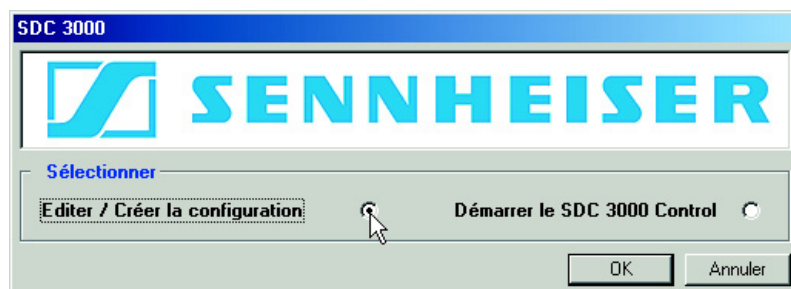 SDC 3000
SENNHEISER
Sélectionner
Editer / Créer la configuration
Démarrer le SDC 3000 Control
OK
Annuler